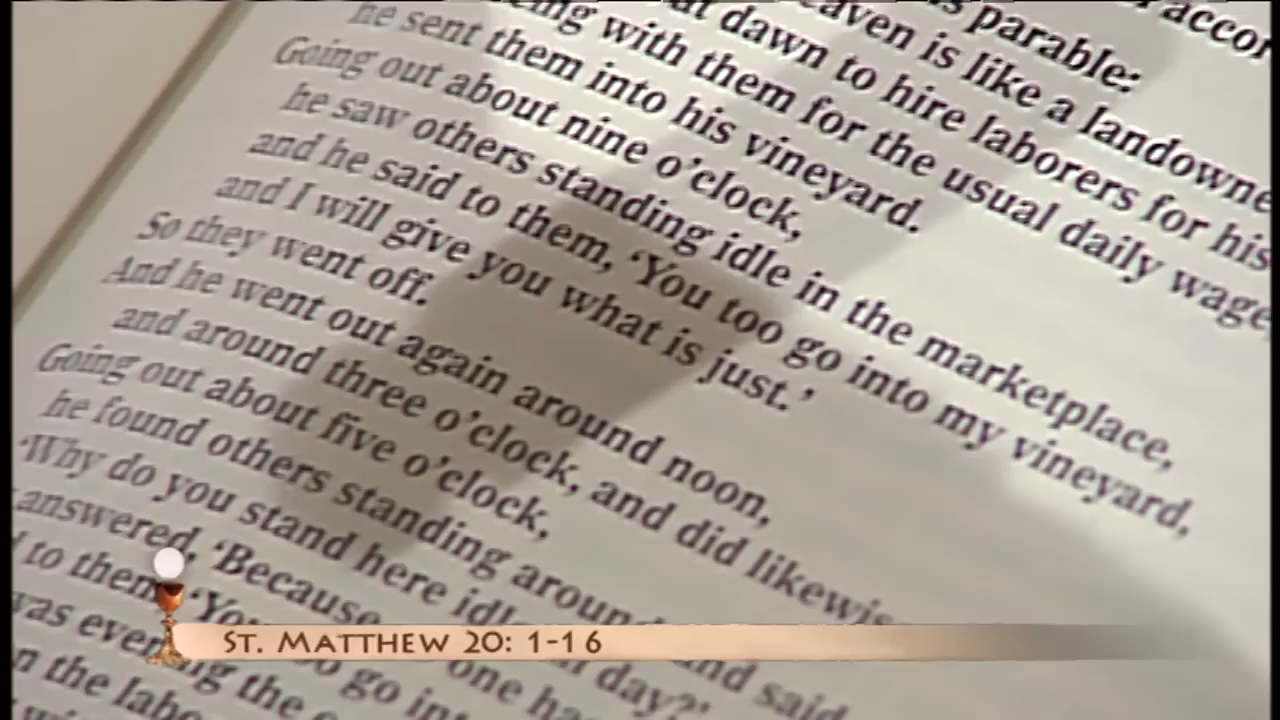 accor
s parable:
eaven is like a landowne
at dawn to hire laborers for his
ing with them for the usual daily wage,
he sent them into his vineyard.
Going out about nine o'clock,
he saw others standing idle in the marketplace,
and he said to them, 'You too go into my vineyard,
and I will give you what is just.'
So they went off.
And he went out again around noon,
and around three o'clock, and did likewis
Going out about five o'clock,
he found others standing around, and said
'Why do you stand here idle day?'
answered, 'Because one ha
to them, 'You go int
was evening the
n the labo
ST. MATTHEW 20: 1-16